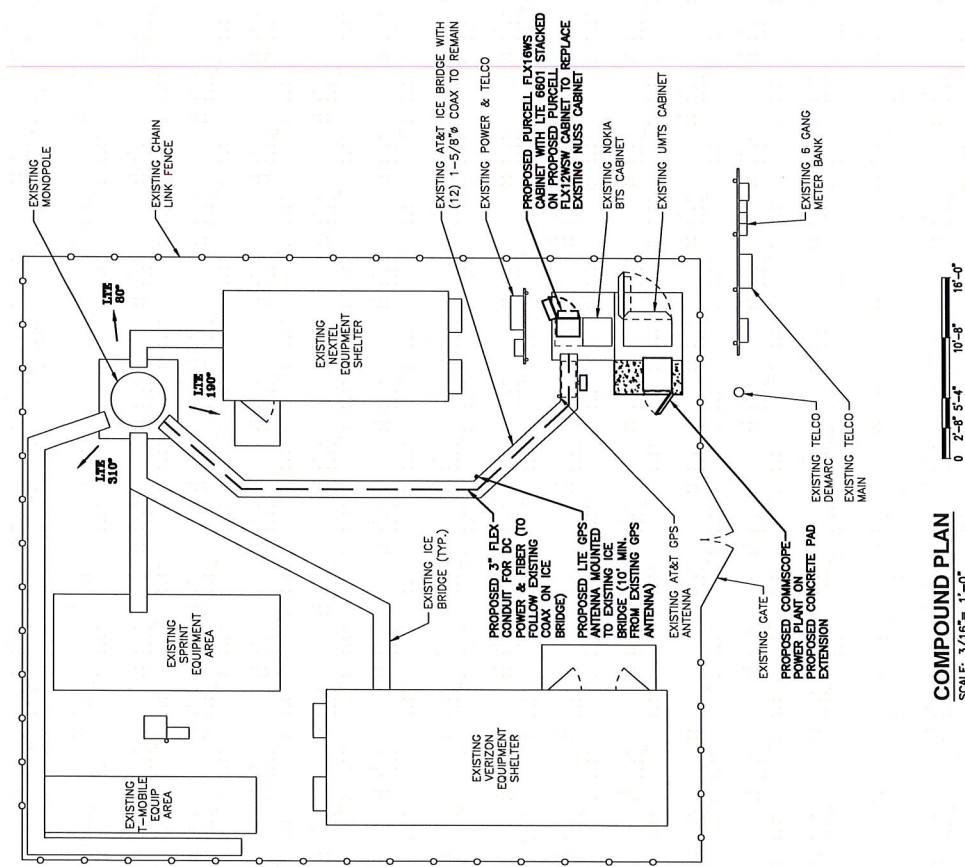 EXISTING
MONOPOLE
EXISTING CHAIN
LINK FENCE
LTE
80°
LTE
190°
LTE
310°
EXISTING
NEXTEL
EQUIPMENT
SHELTER
EXISTING AT&T ICE BRIDGE WITH
(12) 1-5/8"ø COAX TO REMAIN
EXISTING POWER & TELCO
PROPOSED PURCELL FLX16WS
CABINET WITH LTE 6601 STACKED
ON PROPOSED PURCELL
FLX12WSW CABINET TO REPLACE
EXISTING NUSS CABINET
EXISTING NOKIA
BTS CABINET
EXISTING UMTS CABINET
EXISTING 6 GANG
METER BANK
EXISTING TELCO
DEMARC
EXISTING TELCO
MAIN
EXISTING ICE
BRIDGE (TYP.)
PROPOSED 3" FLEX
CONDUIT FOR DC
POWER & FIBER (TO
FOLLOW EXISTING
COAX ON ICE
BRIDGE)
PROPOSED LTE GPS
ANTENNA MOUNTED
TO EXISTING ICE
BRIDGE (10' MIN.
FROM EXISTING GPS
ANTENNA)
EXISTING AT&T GPS
ANTENNA
EXISTING GATE
PROPOSED COMMSCOPE
POWER PLANT ON
PROPOSED CONCRETE PAD
EXTENSION
EXISTING
SPRINT
EQUIPMENT
AREA
EXISTING
T-MOBILE
EQUIP
AREA
EXISTING
VERIZON
EQUIPMENT
SHELTER
COMPOUND PLAN
SCALE: 3/16"= 1'-0"
0 2'-8" 5'-4" 10'-8" 16'-0"